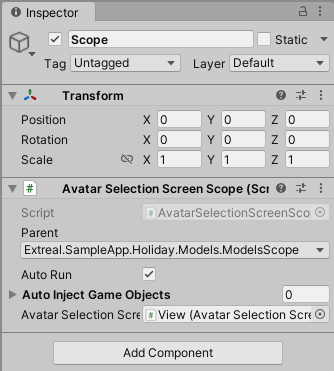 Inspector
Scope
Static
Tag Untagged Layer Default
Transform
Position X 0 Y 0 Z 0
Rotation X 0 Y 0 Z 0
Scale X 1 Y 1 Z 1
# Avatar Selection Screen Scope (Scr
Script # AvatarSelectionScreenSco
Parent
Extreal.SampleApp.Holiday.Models.ModelsScope
Auto Run
Auto Inject Game Objects 0
Avatar Selection Scre # View (Avatar Selection Scre
Add Component